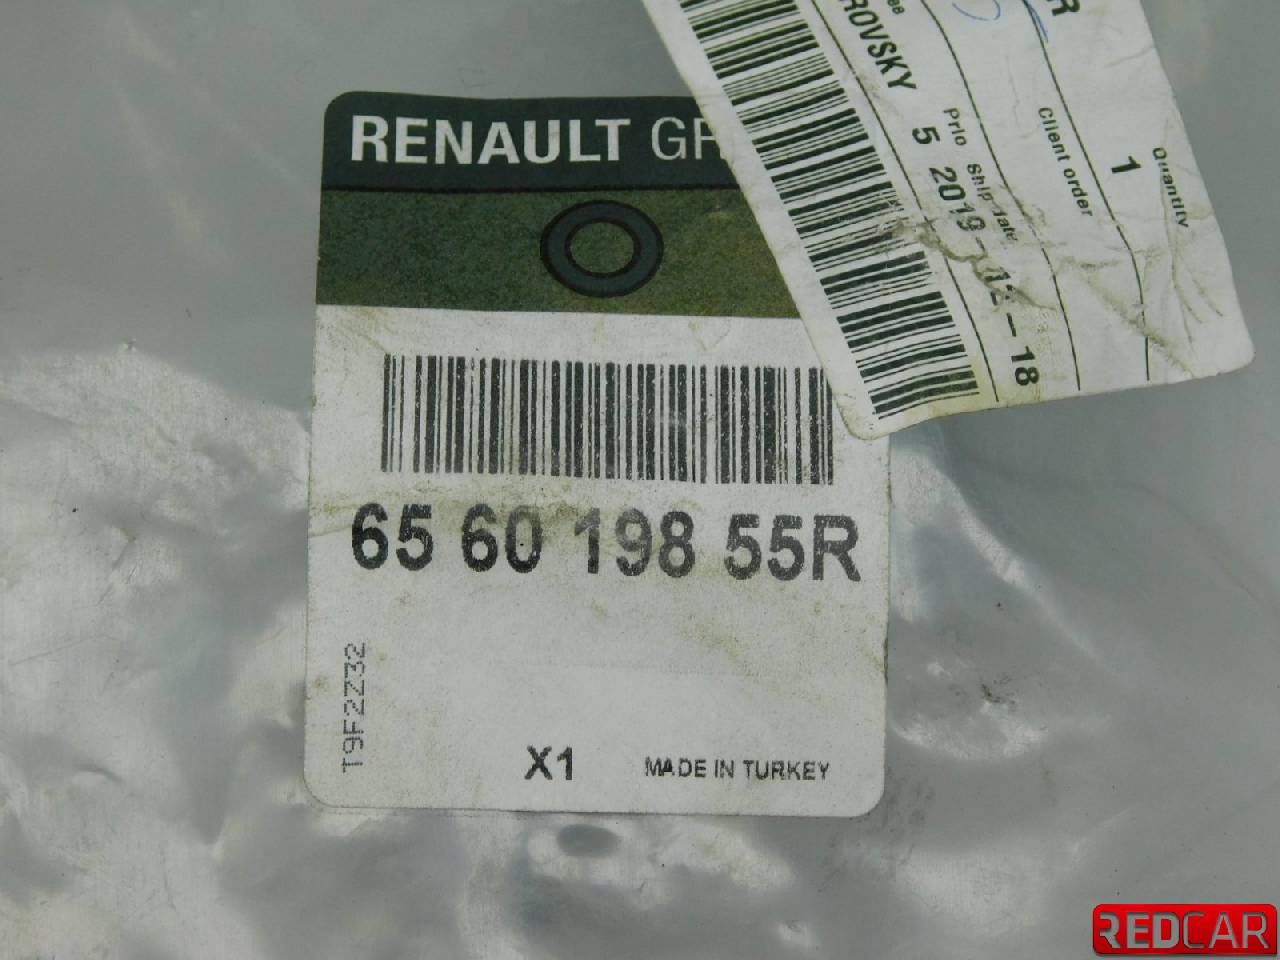 RENAULT
65 60 198 55R
T9F2Z32
X1 MADE IN TURKEY
ROVSKY
Prio Ship date
5 2019-12-18
Client order
Quantity
1
R
REDCAR